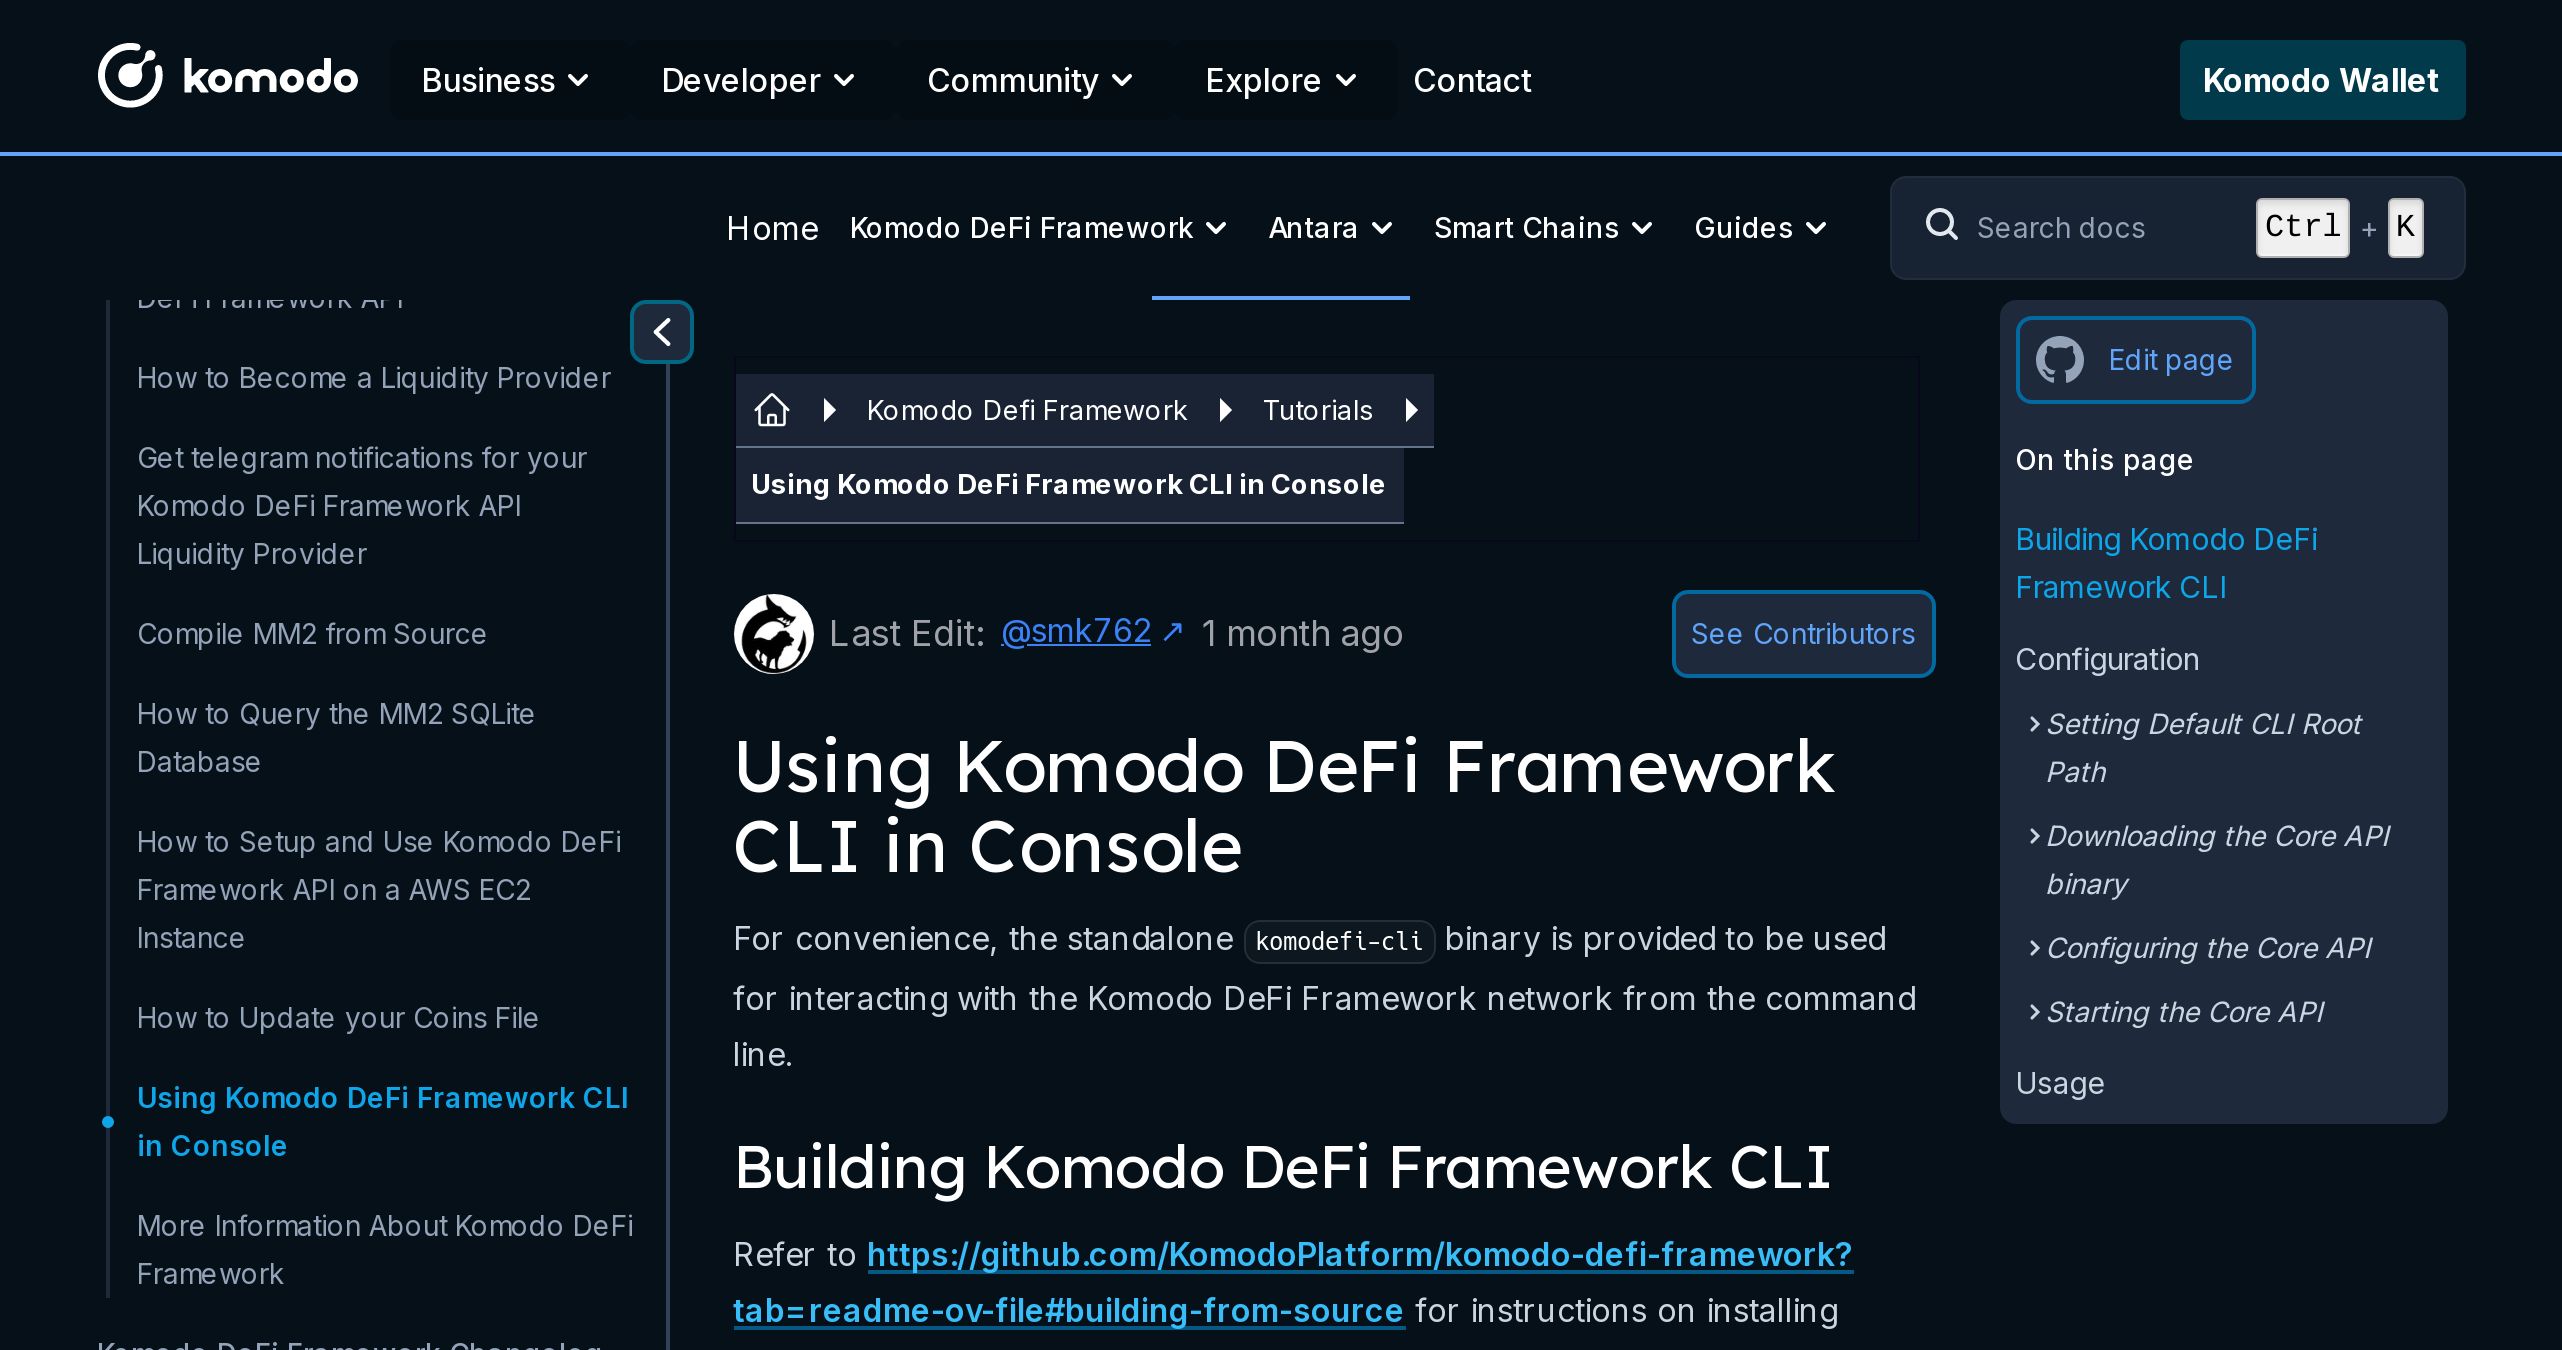 komodo
Business
Developer
Community
Explore
Contact
Komodo Wallet
Home
Komodo DeFi Framework
Antara
Smart Chains
Guides
Search docs
Ctrl + K
DeFi Framework API
How to Become a Liquidity Provider
Get telegram notifications for your
Komodo DeFi Framework API
Liquidity Provider
Compile MM2 from Source
How to Query the MM2 SQLite
Database
How to Setup and Use Komodo DeFi
Framework API on a AWS EC2
Instance
How to Update your Coins File
Using Komodo DeFi Framework CLI
in Console
More Information About Komodo DeFi
Framework
Komodo DeFi Framework Changelog
Komodo Defi Framework
Tutorials
Using Komodo DeFi Framework CLI in Console
Last Edit: @smk762 ↗ 1 month ago
See Contributors
Using Komodo DeFi Framework
CLI in Console
For convenience, the standalone komodefi-cli binary is provided to be used
for interacting with the Komodo DeFi Framework network from the command
line.
Building Komodo DeFi Framework CLI
Refer to https://github.com/KomodoPlatform/komodo-defi-framework?
tab=readme-ov-file#building-from-source for instructions on installing
Edit page
On this page
Building Komodo DeFi
Framework CLI
Configuration
Setting Default CLI Root
Path
Downloading the Core API
binary
Configuring the Core API
Starting the Core API
Usage